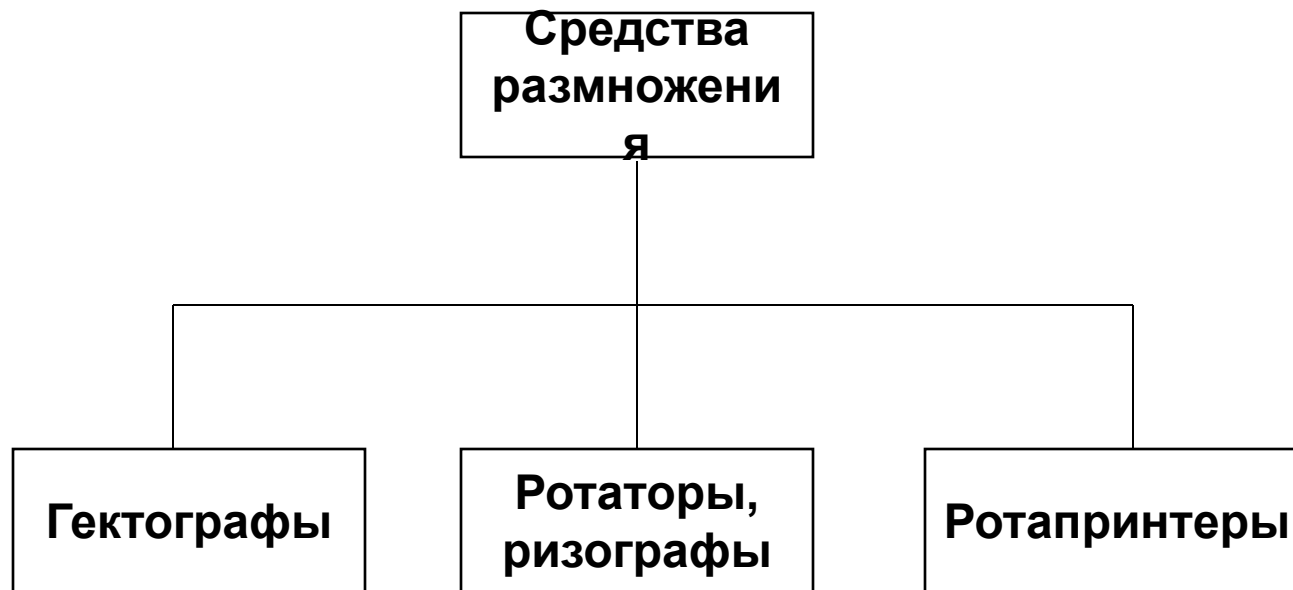 Средства
размножени
я
Гектографы
Ротаторы,
ризографы
Ротапринтеры